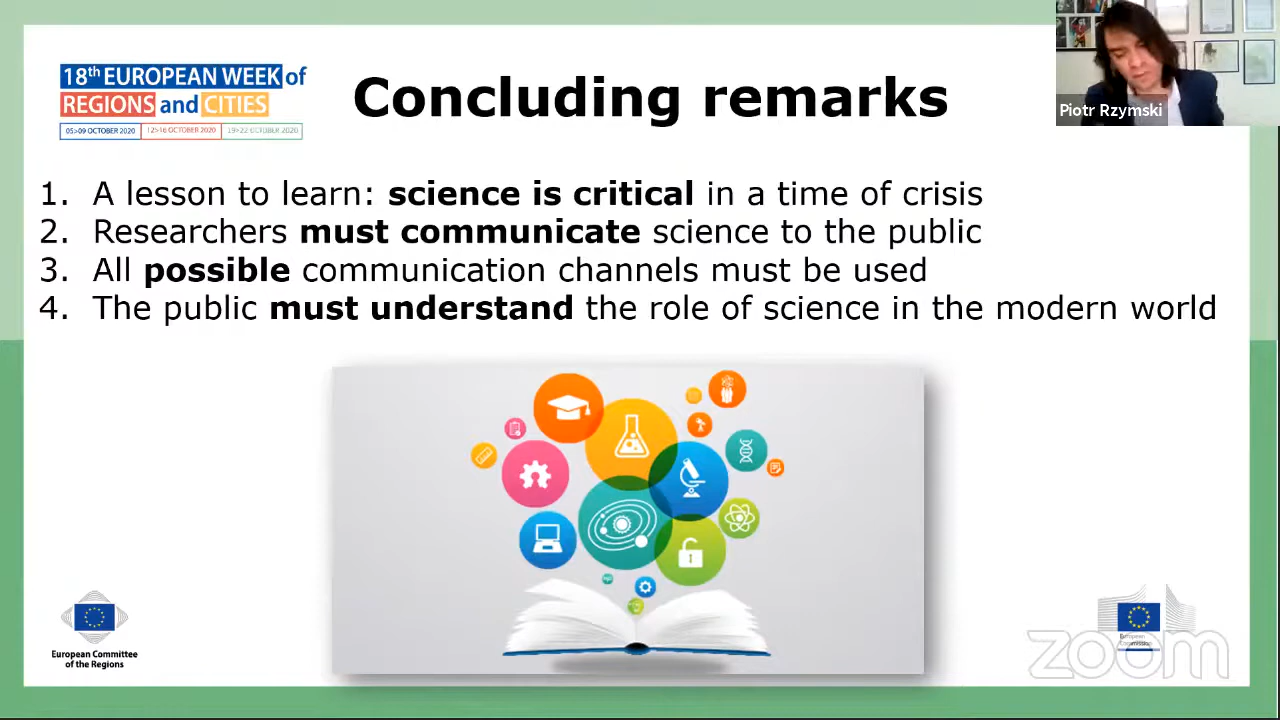 18th EUROPEAN WEEK of
REGIONS and CITIES
05>09 OCTOBER 2020 12>16 OCTOBER 2020 19>22 OCTOBER 2020
Concluding remarks
Piotr Rzymski
1. A lesson to learn: science is critical in a time of crisis
2. Researchers must communicate science to the public
3. All possible communication channels must be used
4. The public must understand the role of science in the modern world
European Committee
of the Regions
European
Commission
zoom